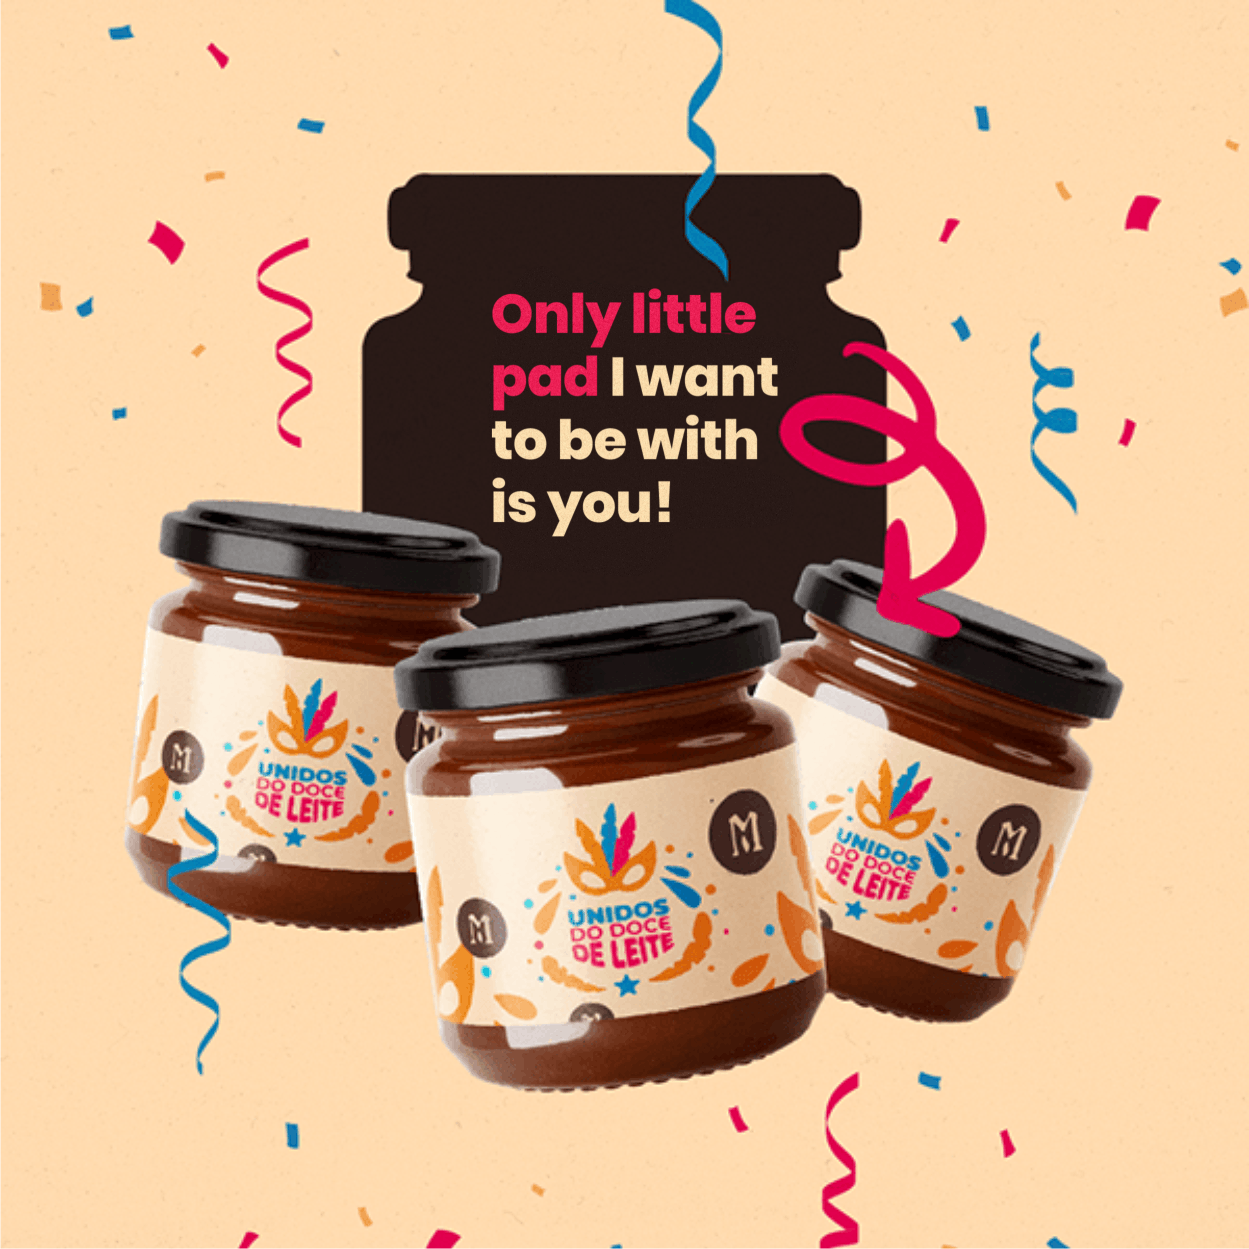 Only little
pad I want
to be with
is you!
M
UNIDOS
DO DOCE
DE LEITE
M
UNIDOS
DO DOCE
DE LEITE
M
M
UNIDOS
DO DOCE
DE LEITE
M